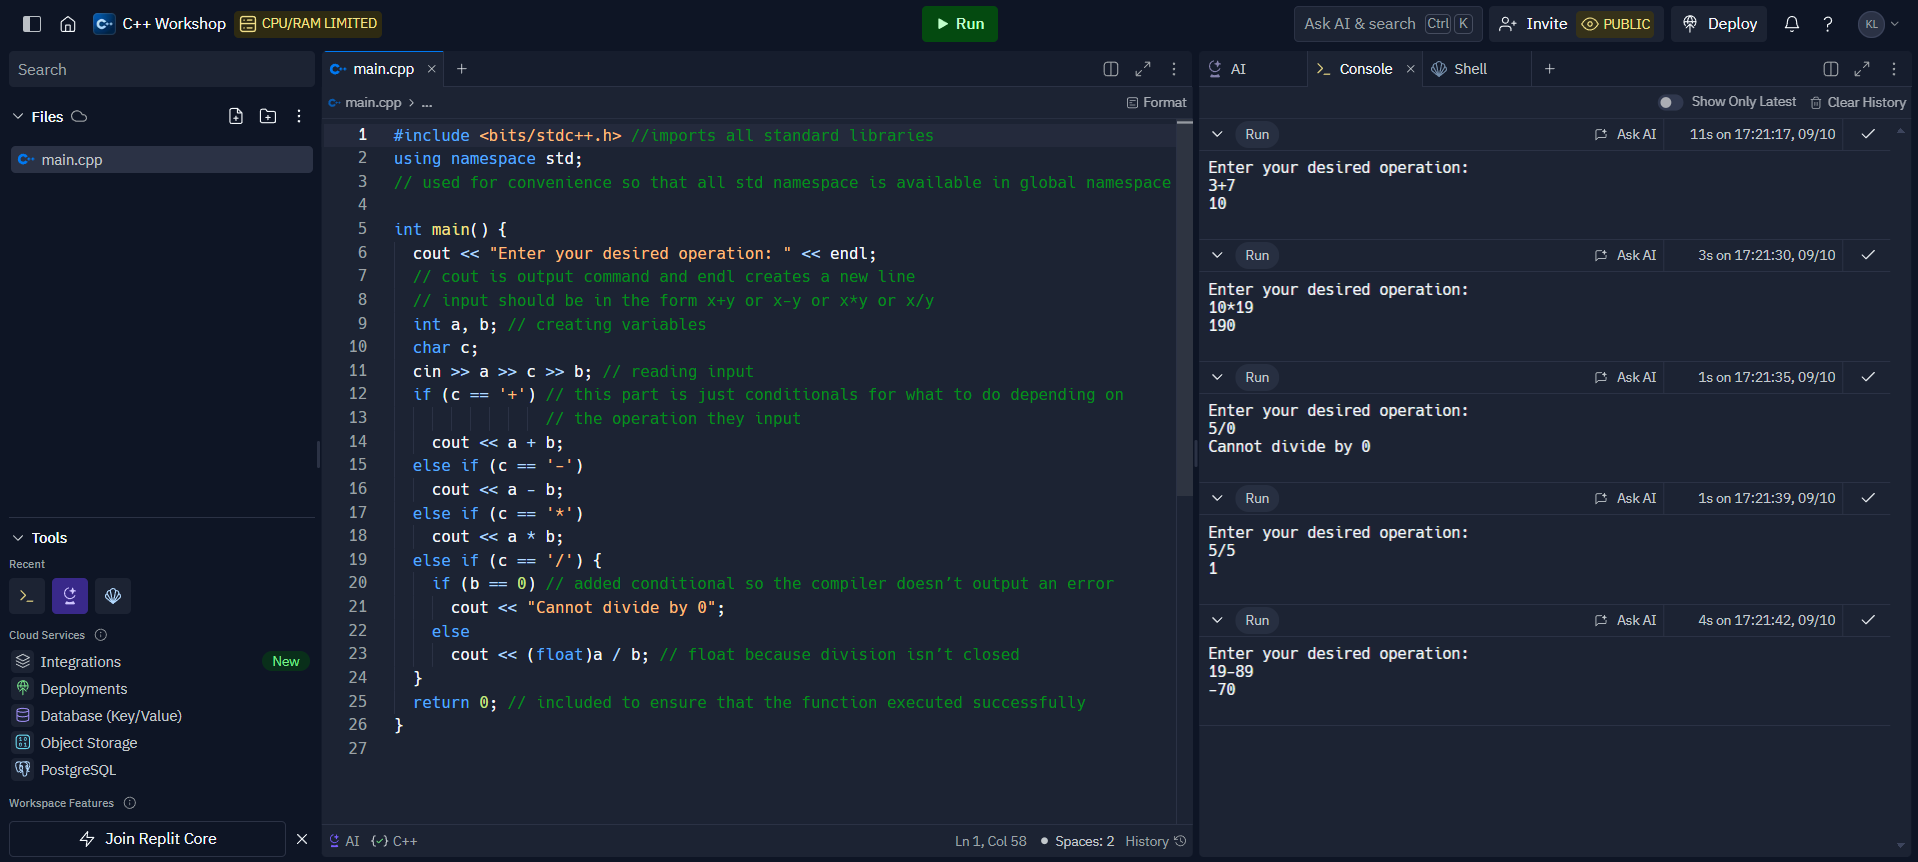 C++ Workshop CPU/RAM LIMITED Run Ask AI & search Ctrl K Invite PUBLIC Deploy KL
Search
Files
main.cpp
Tools
Recent
Cloud Services
Integrations New
Deployments
Database (Key/Value)
Object Storage
PostgreSQL
Workspace Features
Join Replit Core
main.cpp
main.cpp > ... Format
1 #include <bits/stdc++.h> //imports all standard libraries
2 using namespace std;
3 // used for convenience so that all std namespace is available in global namespace
4
5 int main() {
6 cout << "Enter your desired operation: " << endl;
7 // cout is output command and endl creates a new line
8 // input should be in the form x+y or x-y or x*y or x/y
9 int a, b; // creating variables
10 char c;
11 cin >> a >> c >> b; // reading input
12 if (c == '+') // this part is just conditionals for what to do depending on
13 // the operation they input
14 cout << a + b;
15 else if (c == '-')
16 cout << a - b;
17 else if (c == '*')
18 cout << a * b;
19 else if (c == '/') {
20 if (b == 0) // added conditional so the compiler doesn't output an error
21 cout << "Cannot divide by 0";
22 else
23 cout << (float)a / b; // float because division isn't closed
24 }
25 return 0; // included to ensure that the function executed successfully
26 }
27
AI C++ Ln 1, Col 58 Spaces: 2 History
AI Console Shell
Show Only Latest Clear History
Run Ask AI 11s on 17:21:17, 09/10
Enter your desired operation:
3+7
10
Run Ask AI 3s on 17:21:30, 09/10
Enter your desired operation:
10*19
190
Run Ask AI 1s on 17:21:35, 09/10
Enter your desired operation:
5/0
Cannot divide by 0
Run Ask AI 1s on 17:21:39, 09/10
Enter your desired operation:
5/5
1
Run Ask AI 4s on 17:21:42, 09/10
Enter your desired operation:
19-89
-70